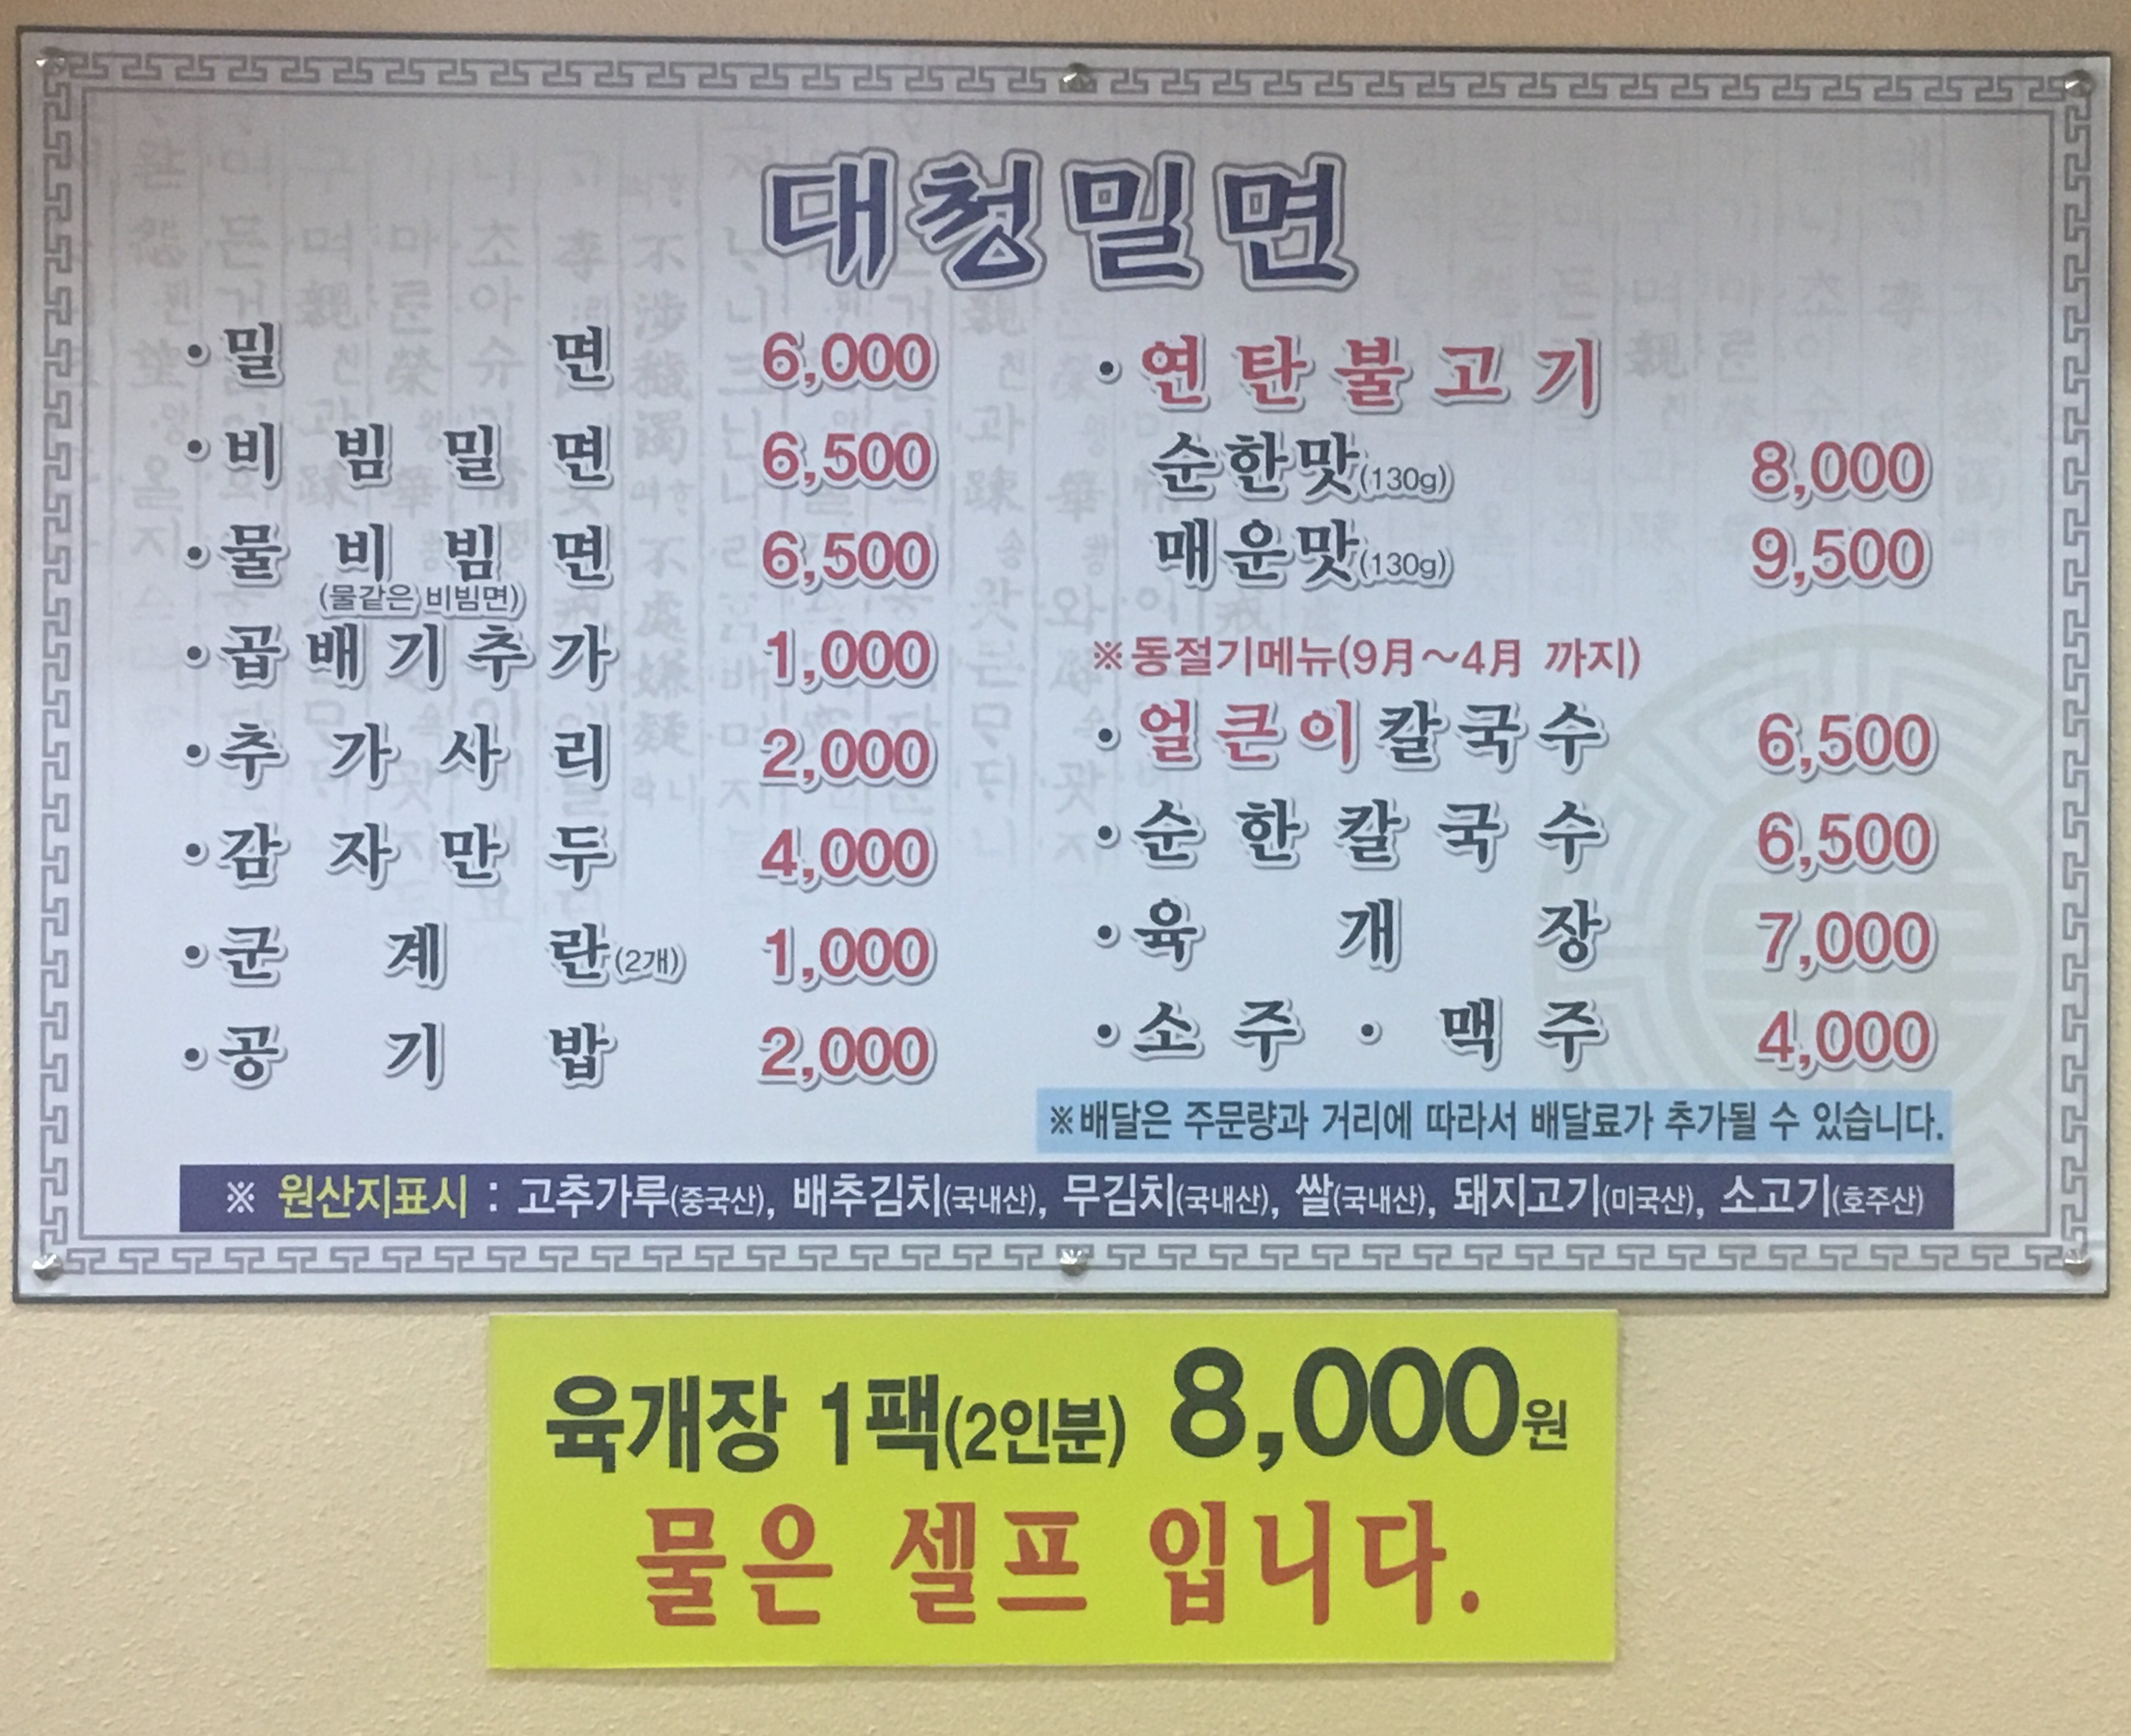 대청밀면
·밀면 6,000
·비빔밀면 6,500
·물비빔면 6,500
(물같은 비빔면)
·곱배기추가 1,000
·추가사리 2,000
·감자만두 4,000
·군계란(2개) 1,000
·공기밥 2,000
·연탄불고기
순한맛(130g) 8,000
매운맛(130g) 9,500
※동절기메뉴(9月~4月 까지)
·얼큰이칼국수 6,500
·순한칼국수 6,500
·육개장 7,000
·소주·맥주 4,000
※배달은 주문량과 거리에 따라서 배달료가 추가될 수 있습니다.
※ 원산지표시 : 고추가루(중국산), 배추김치(국내산), 무김치(국내산), 쌀(국내산), 돼지고기(미국산), 소고기(호주산)
육개장 1팩(2인분) 8,000원
물은 셀프 입니다.